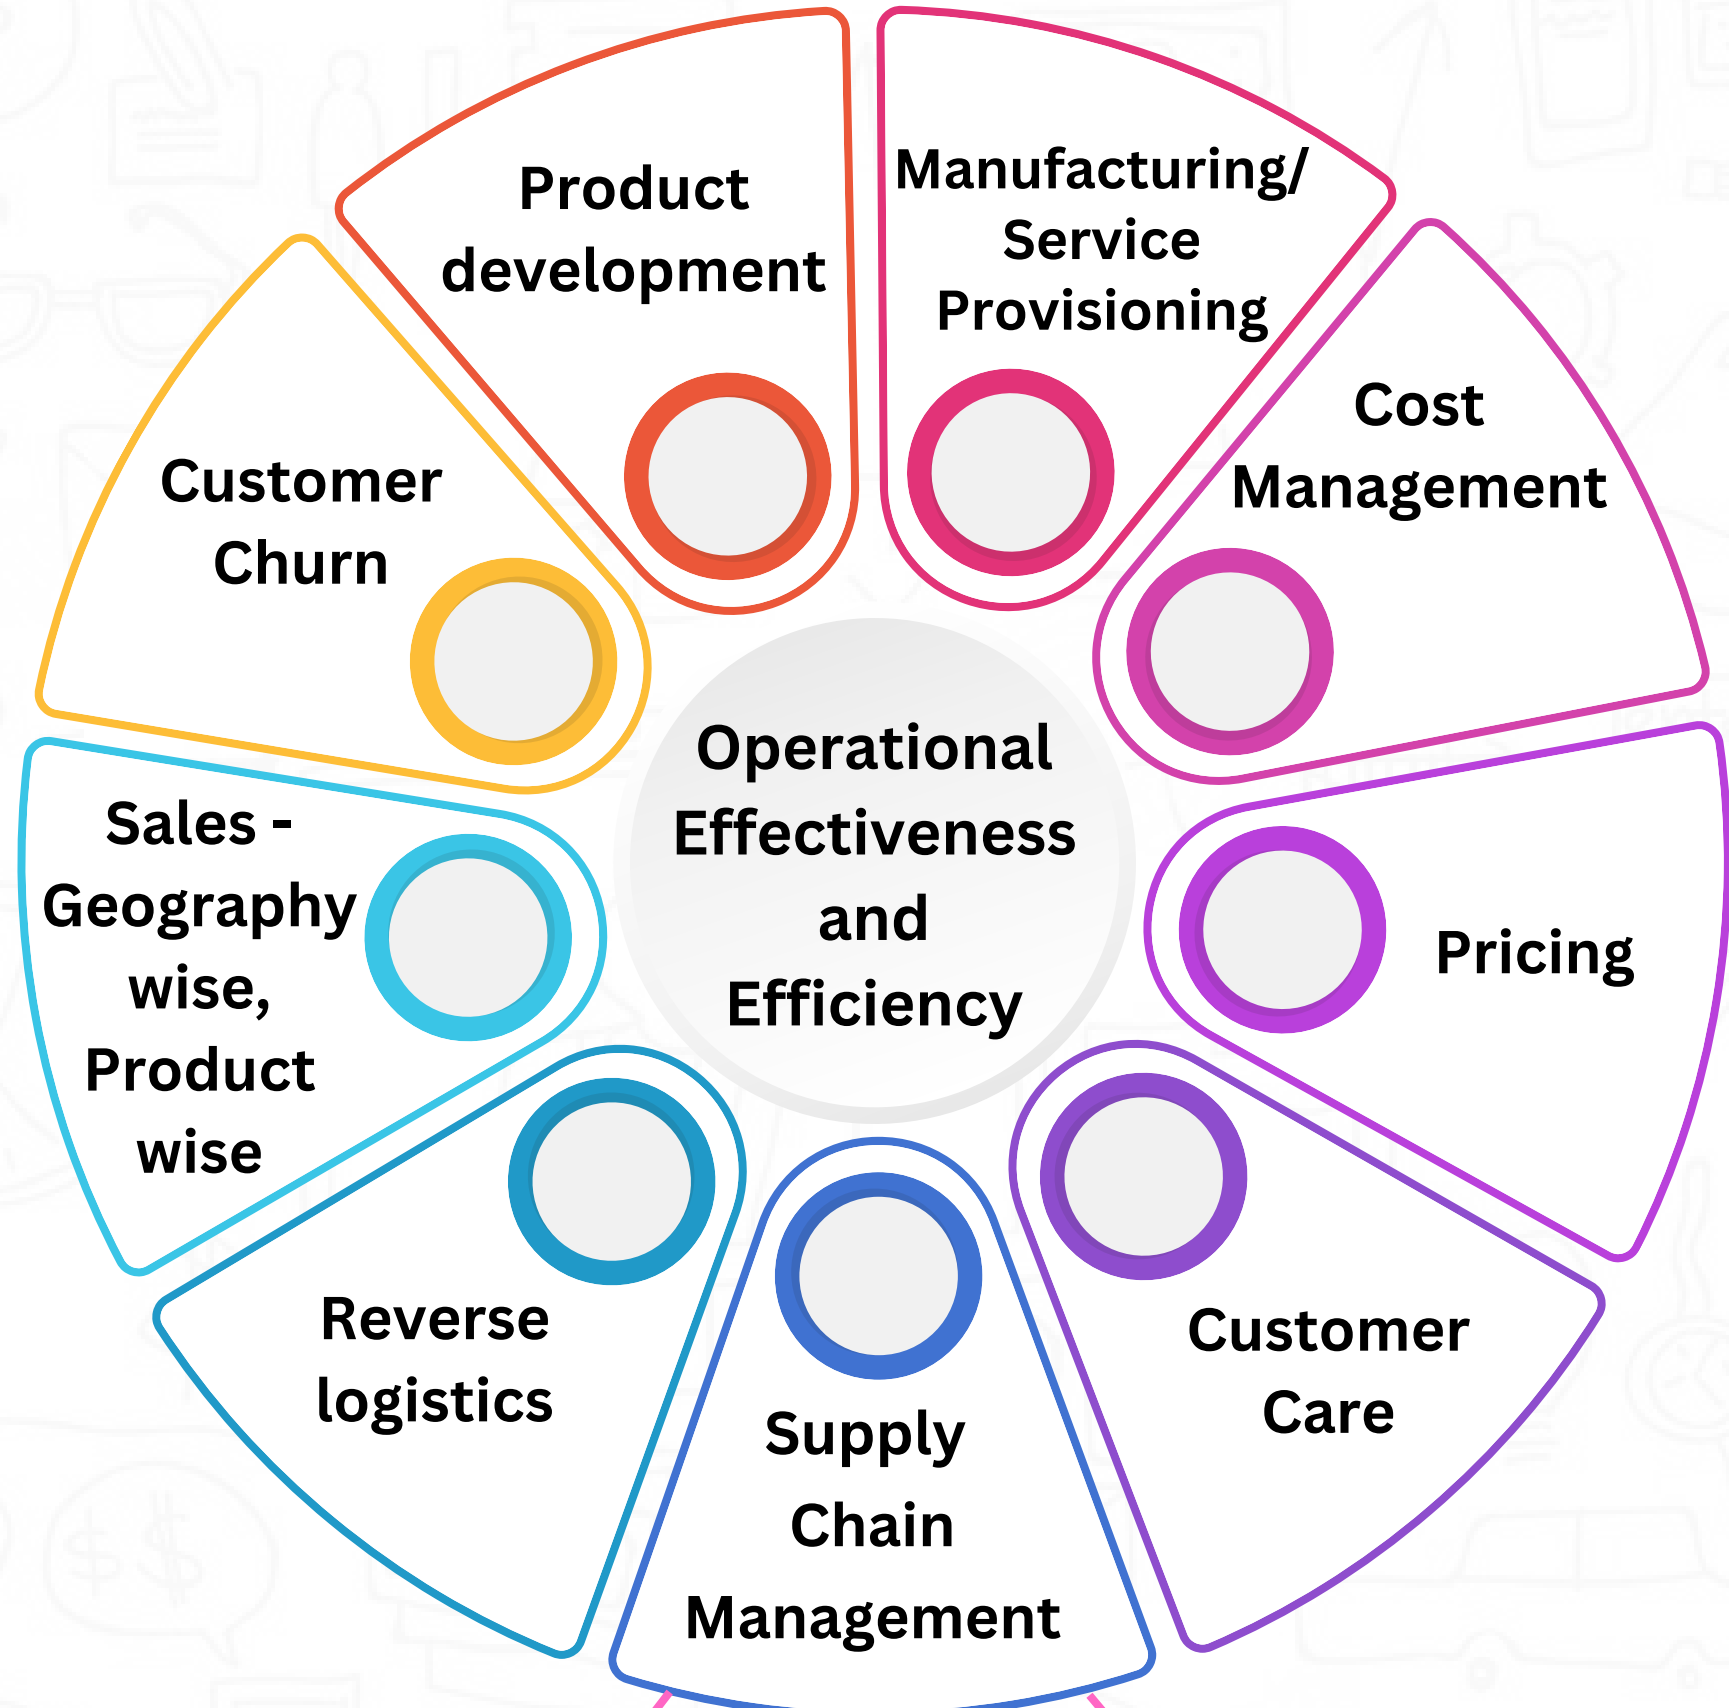 Product
development
Manufacturing/
Service
Provisioning
Cost
Management
Customer
Churn
Operational
Effectiveness
and
Efficiency
Sales -
Geography
wise,
Product
wise
Pricing
Reverse
logistics
Customer
Care
Supply
Chain
Management
$ $